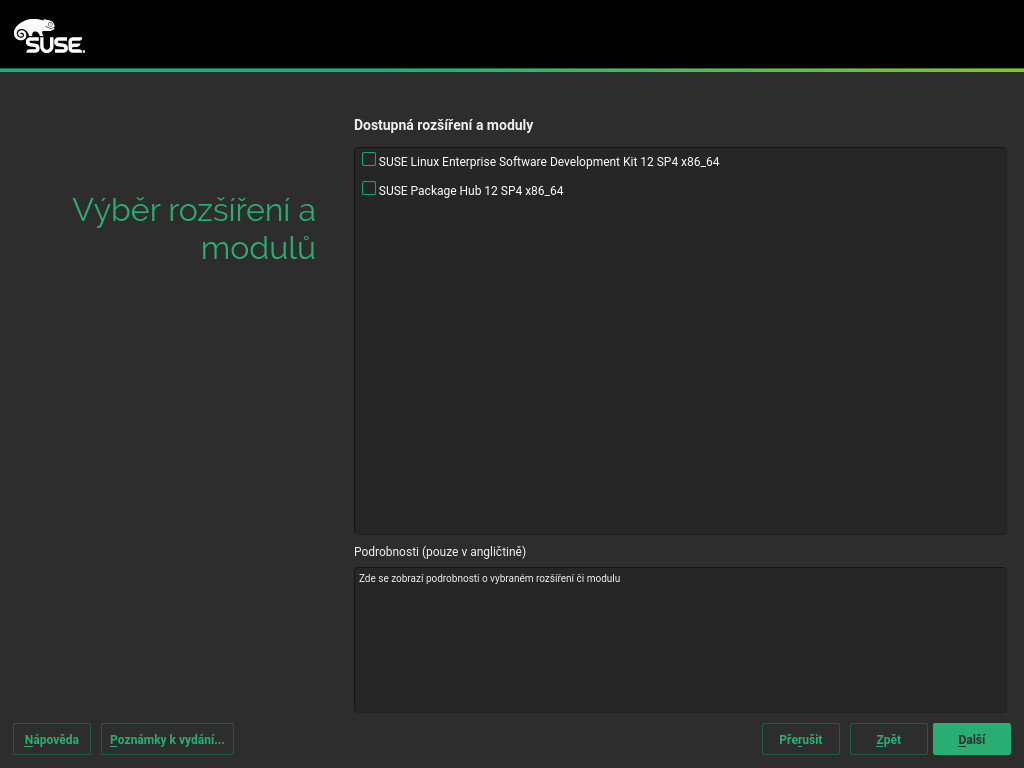 SUSE.
Dostupná rozšíření a moduly
SUSE Linux Enterprise Software Development Kit 12 SP4 x86_64
SUSE Package Hub 12 SP4 x86_64
Výběr rozšíření a
modulů
Podrobnosti (pouze v angličtině)
Zde se zobrazí podrobnosti o vybraném rozšíření či modulu
Nápověda
Poznámky k vydání...
Přerušit
Zpět
Další